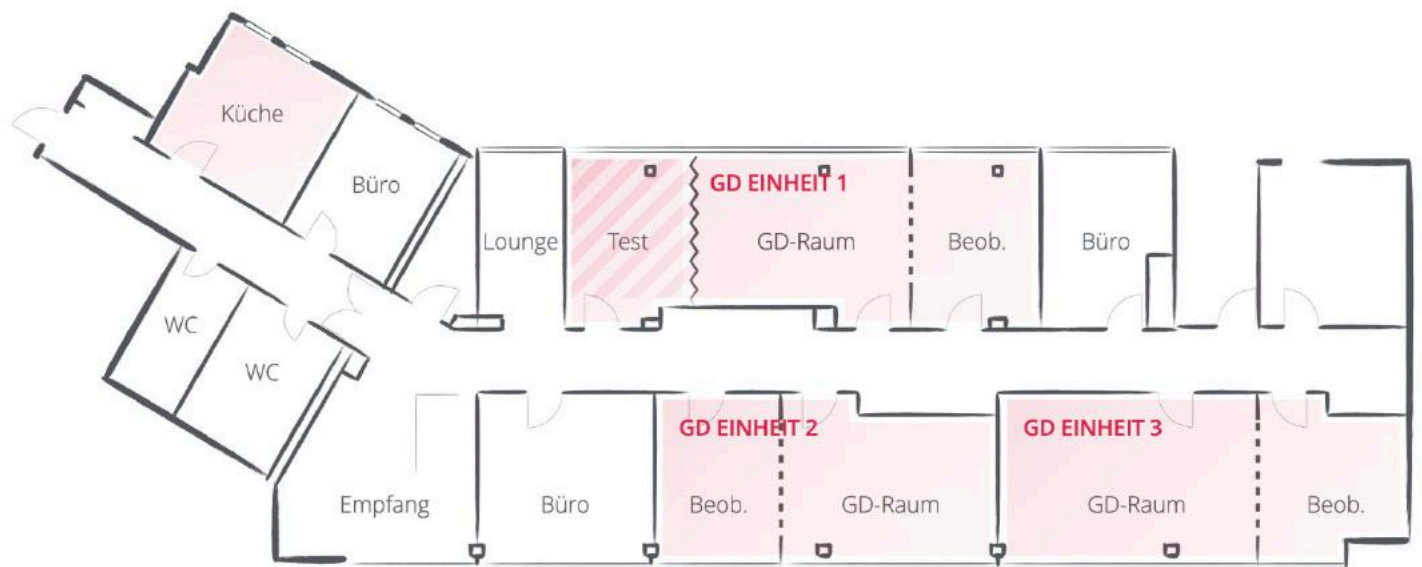 Küche
Büro
GD EINHEIT 1
Lounge
Test
GD-Raum
Beob.
Büro
WC
WC
GD EINHEIT 2
GD EINHEIT 3
Empfang
Büro
Beob.
GD-Raum
GD-Raum
Beob.